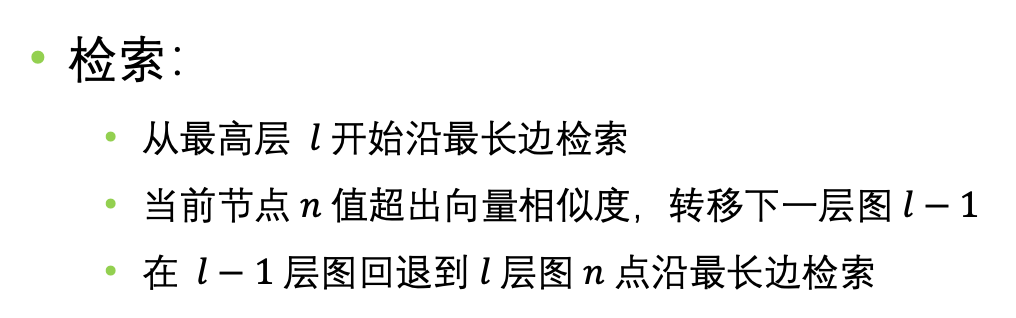 • 检索：
• 从最高层 l 开始沿最长边检索
• 当前节点 n 值超出向量相似度，转移下一层图 l − 1
• 在 l − 1 层图回退到 l 层图 n 点沿最长边检索